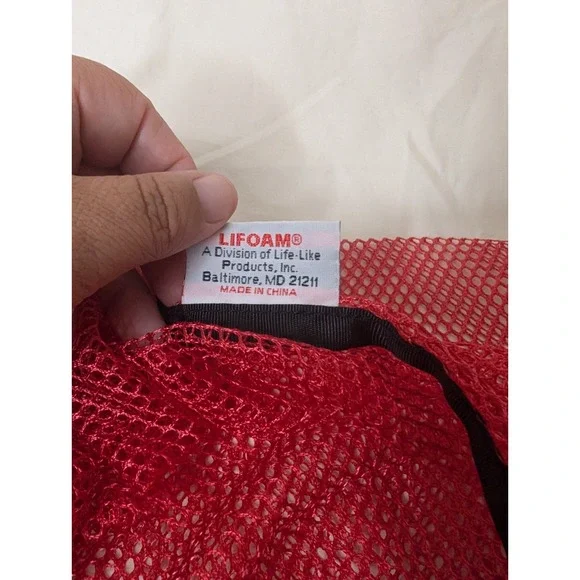 LIFOAM®
A Division of Life-Like
Products, Inc.
Baltimore, MD 21211
MADE IN CHINA